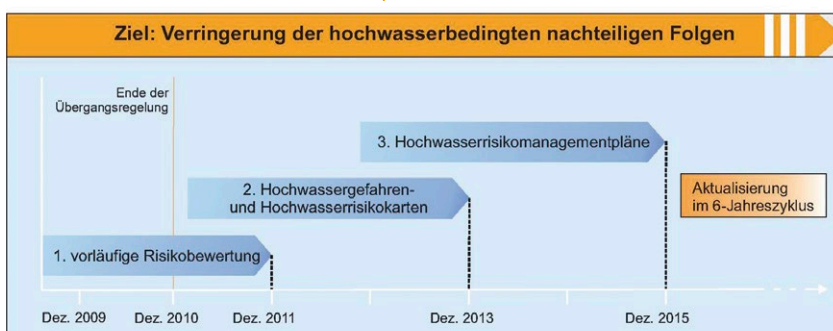 Ziel: Verringerung der hochwasserbedingten nachteiligen Folgen
Ende der
Übergangsregelung
3. Hochwasserrisikomanagementpläne
2. Hochwassergefahren-
und Hochwasserrisikokarten
Aktualisierung
im 6-Jahreszyklus
1. vorläufige Risikobewertung
Dez. 2009 Dez. 2010 Dez. 2011 Dez. 2013 Dez. 2015